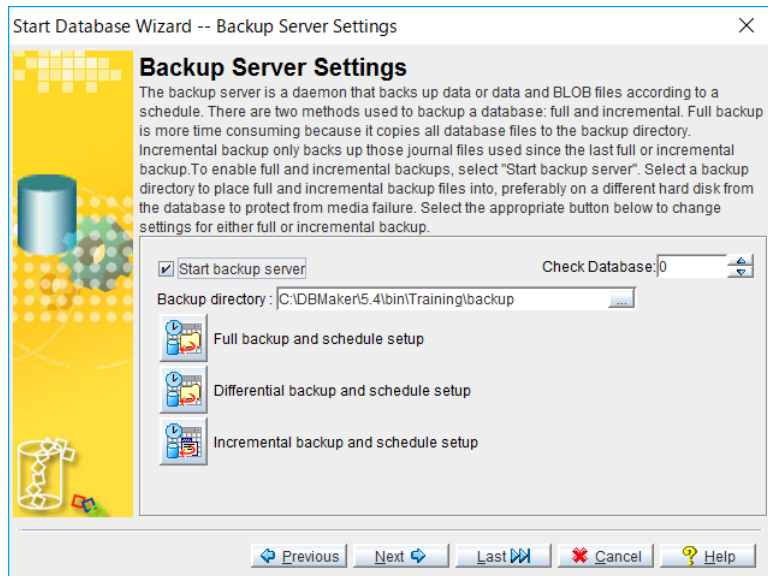 Start Database Wizard -- Backup Server Settings
Backup Server Settings
The backup server is a daemon that backs up data or data and BLOB files according to a
schedule. There are two methods used to backup a database: full and incremental. Full backup
is more time consuming because it copies all database files to the backup directory.
Incremental backup only backs up those journal files used since the last full or incremental
backup.To enable full and incremental backups, select "Start backup server". Select a backup
directory to place full and incremental backup files into, preferably on a different hard disk from
the database to protect from media failure. Select the appropriate button below to change
settings for either full or incremental backup.
Start backup server Check Database: 0
Backup directory : C:\DBMaker\5.4\bin\Training\backup ...
Full backup and schedule setup
Differential backup and schedule setup
Incremental backup and schedule setup
Previous Next Last Cancel Help